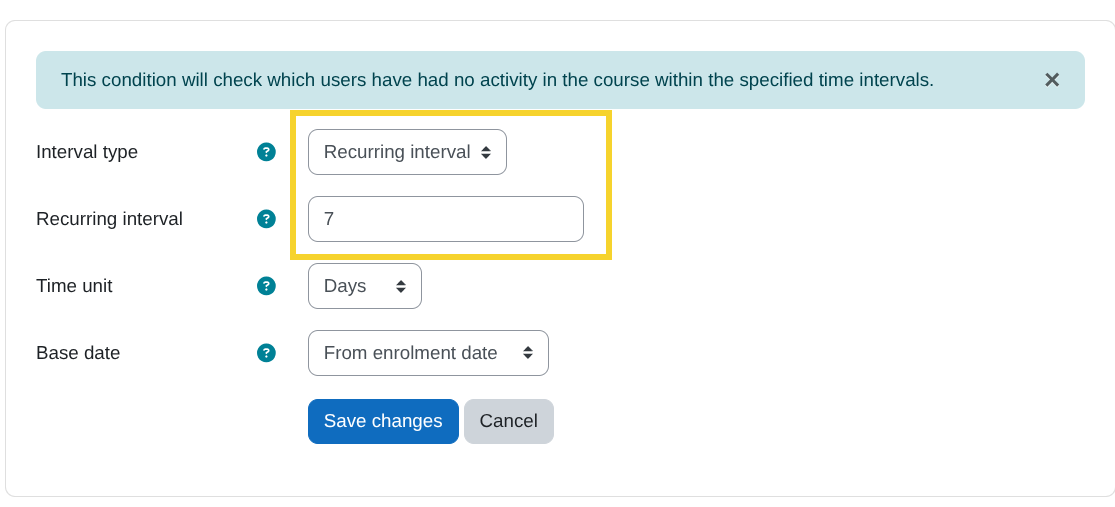 This condition will check which users have had no activity in the course within the specified time intervals. ×
Interval type ? Recurring interval
Recurring interval ? 7
Time unit ? Days
Base date ? From enrolment date
Save changes Cancel